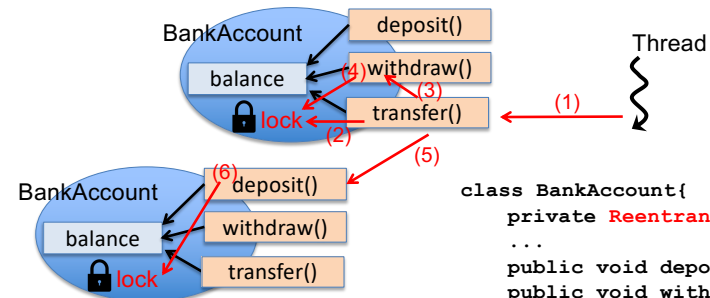 deposit()
BankAccount
Thread
withdraw()
(4)
balance
(3)
(1)
transfer()
lock
(2)
(5)
(6)
deposit()
BankAccount
class BankAccount{
private Reentran
withdraw()
balance
...
lock
transfer()
public void depo
public void with